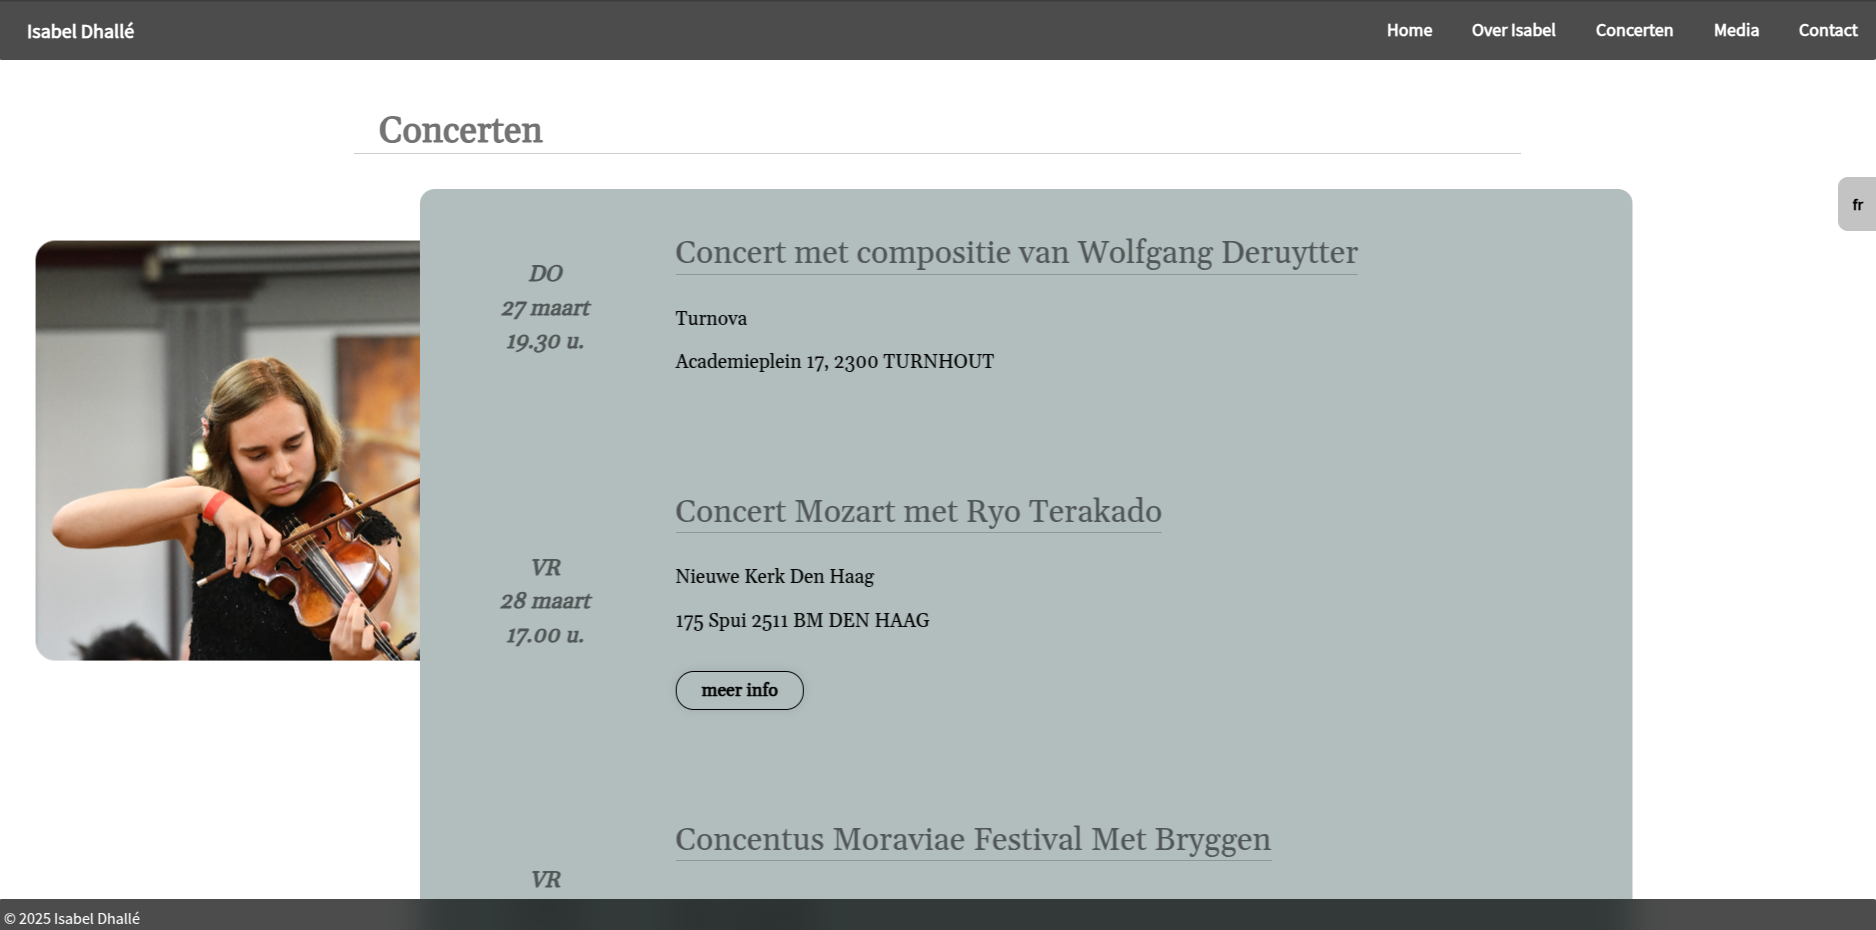 Isabel Dhallé
Home
Over Isabel
Concerten
Media
Contact
Concerten
fr
DO
27 maart
19.30 u.
Concert met compositie van Wolfgang Deruytter
Turnova
Academieplein 17, 2300 TURNHOUT
VR
28 maart
17.00 u.
Concert Mozart met Ryo Terakado
Nieuwe Kerk Den Haag
175 Spui 2511 BM DEN HAAG
meer info
VR
Concentus Moraviae Festival Met Bryggen
© 2025 Isabel Dhallé